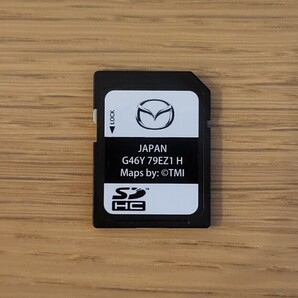 LOCK
JAPAN
G46Y 79EZ1 H
Maps by: ©TMI
SD
HC